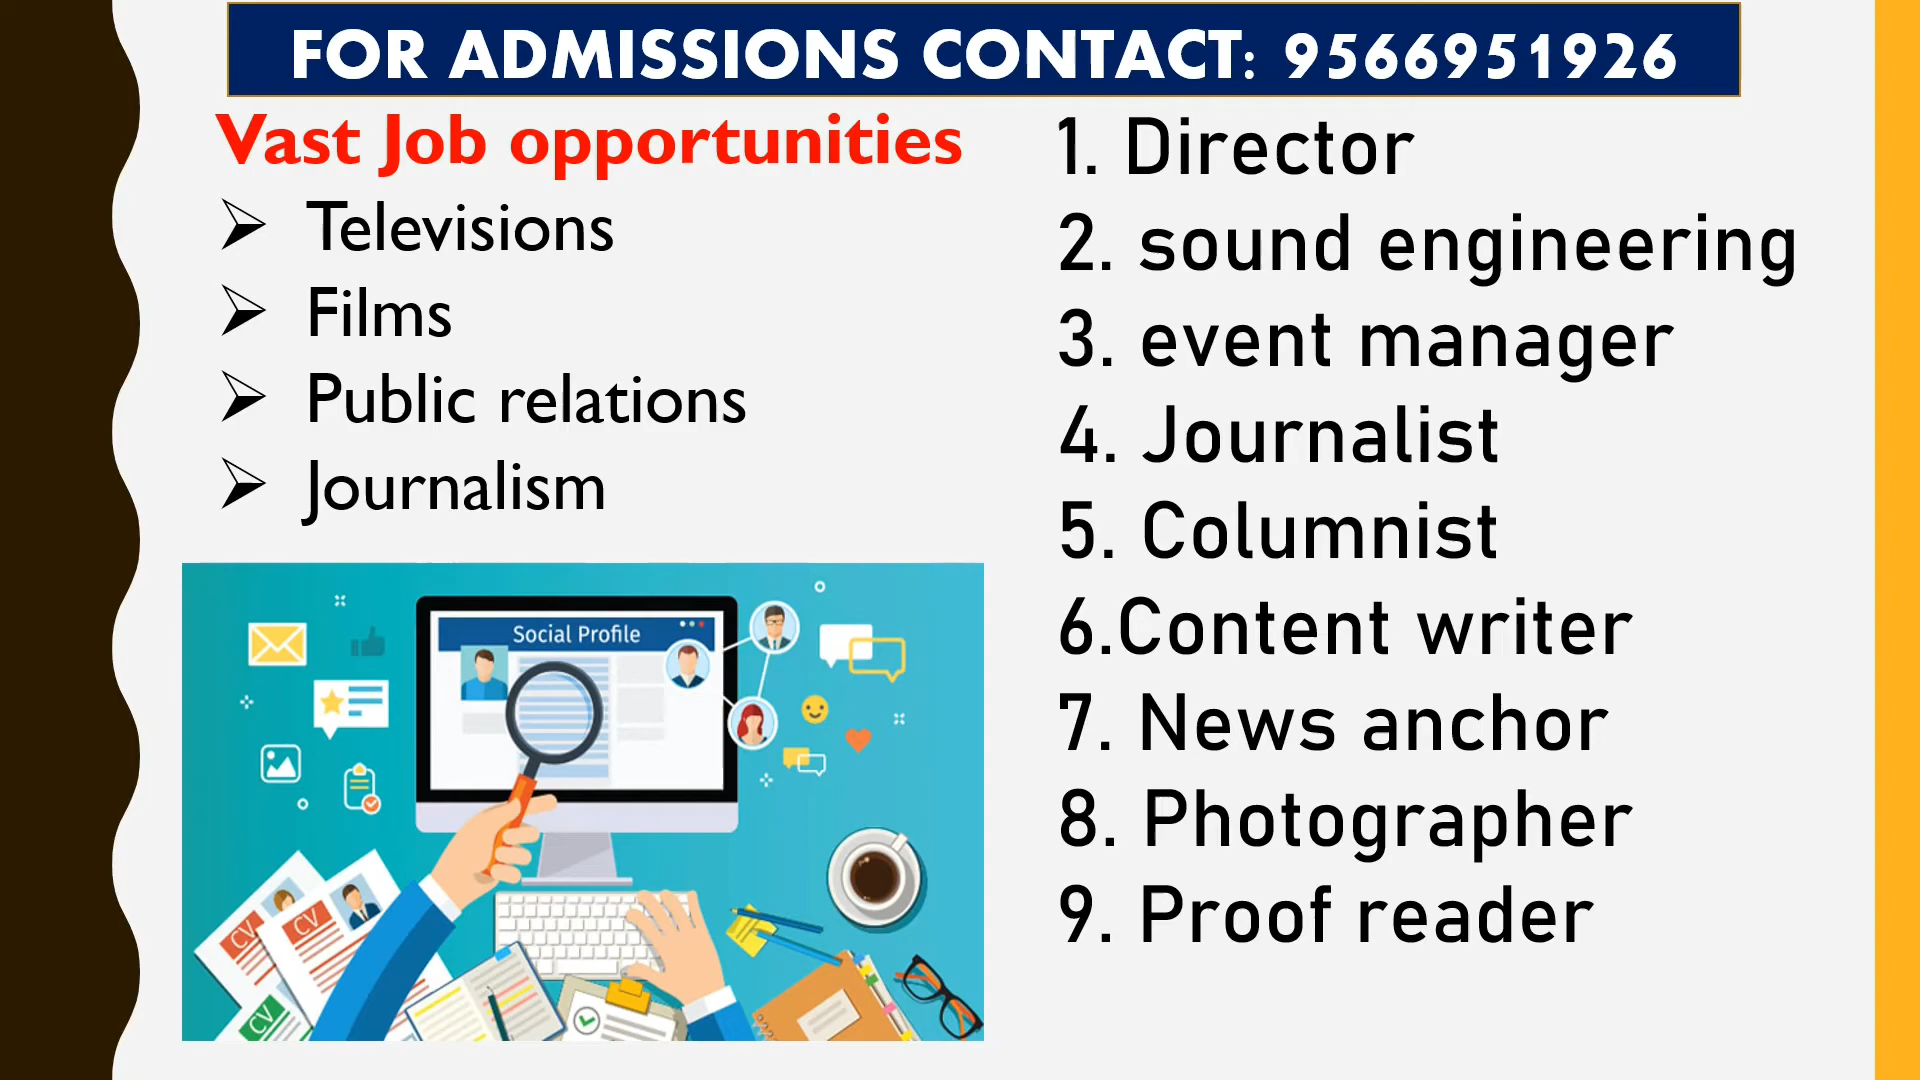 FOR ADMISSIONS CONTACT: 9566951926
Vast Job opportunities
➢ Televisions
➢ Films
➢ Public relations
➢ Journalism
Social Profile
CV
CV
CV
1. Director
2. sound engineering
3. event manager
4. Journalist
5. Columnist
6.Content writer
7. News anchor
8. Photographer
9. Proof reader